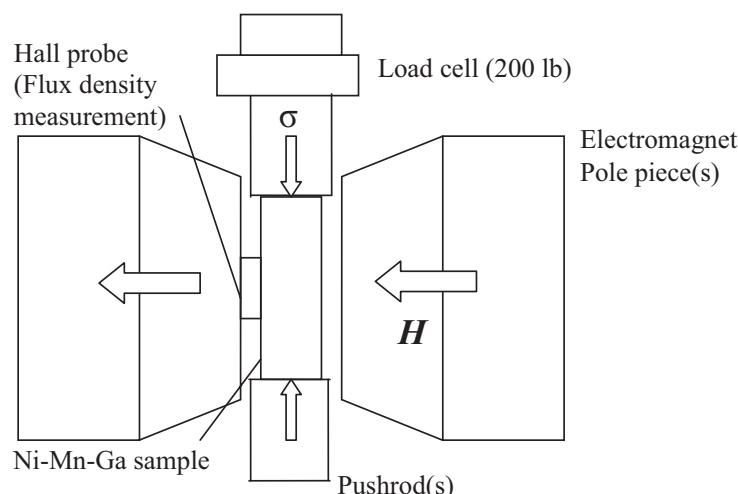 Hall probe
(Flux density
measurement)
Load cell (200 lb)
σ
Electromagnet
Pole piece(s)
H
Ni-Mn-Ga sample
Pushrod(s)